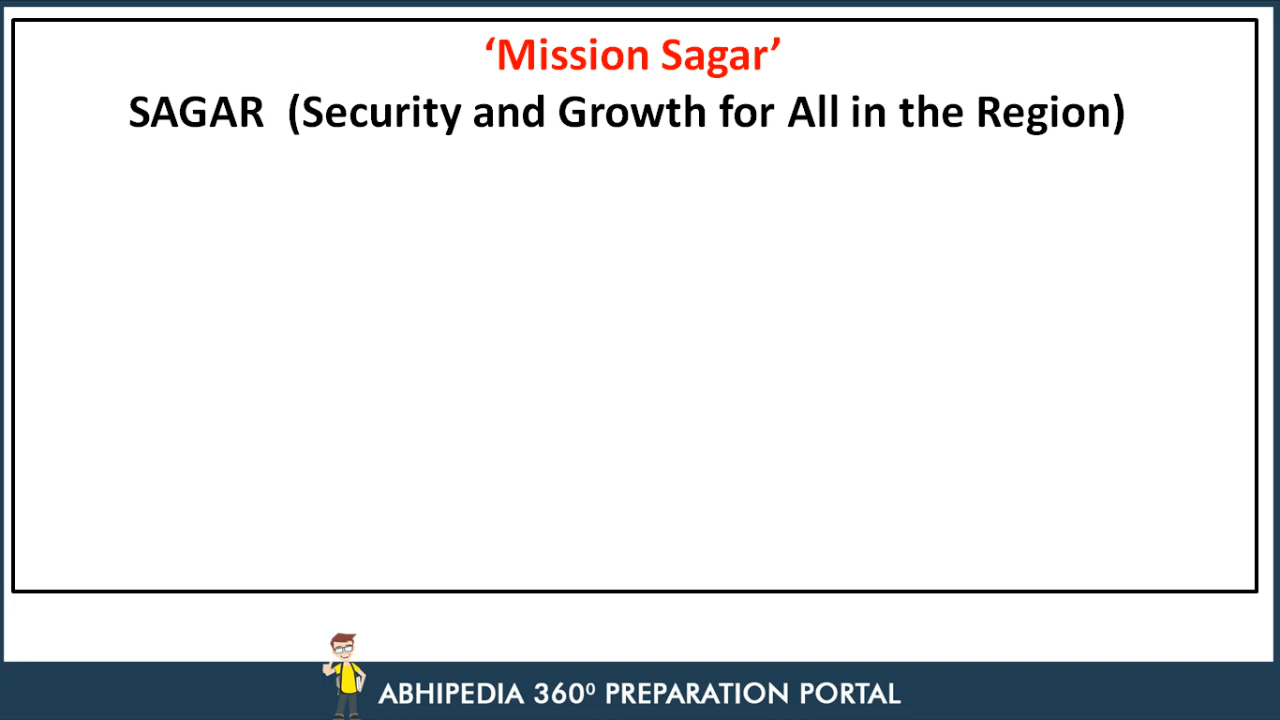 ‘Mission Sagar’
SAGAR (Security and Growth for All in the Region)
ABHIPEDIA 360⁰ PREPARATION PORTAL